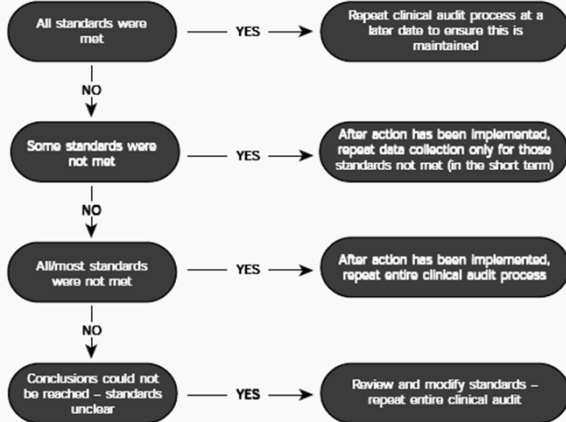 All standards were
met
YES
Repeat clinical audit process at a
later date to ensure this is
maintained
NO
Some standards were
not met
YES
After action has been implemented,
repeat data collection only for those
standards not met (in the short term)
NO
All/most standards
were not met
YES
After action has been implemented,
repeat entire clinical audit process
NO
Conclusions could not
be reached – standards
unclear
YES
Review and modify standards –
repeat entire clinical audit